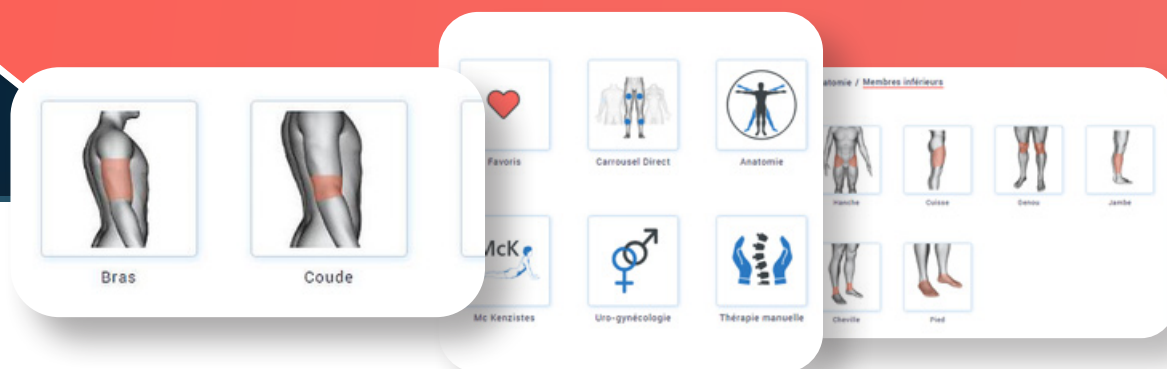 Bras
Coude
Favoris
Carrousel Direct
Anatomie
McK
Mc Kenzistes
Uro-gynécologie
Thérapie manuelle
atomie / Membres inférieurs
Hanche
Cuisse
Genou
Jambe
Cheville
Pied